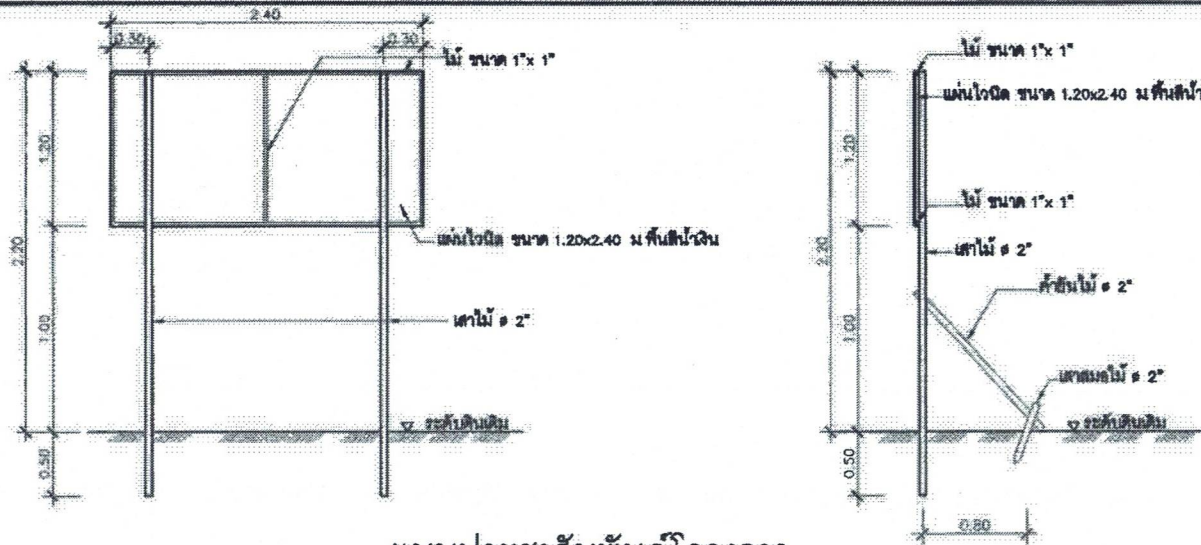 2.40
0.30
0.30
ไม้ ขนาด 1"x 1"
1.20
2.20
แผ่นไวนิล ขนาด 1.20x2.40 ม พื้นสีน้ำเงิน
เสาไม้ ø 2"
1.00
ระดับดินเดิม
0.50
ไม้ ขนาด 1"x 1"
แผ่นไวนิล ขนาด 1.20x2.40 ม พื้นสีน้ำ
1.20
ไม้ ขนาด 1"x 1"
2.20
เสาไม้ ø 2"
ค้ำยันไม้ ø 2"
1.00
เสาสมอไม้ ø 2"
ระดับดินเดิม
0.50
0.80